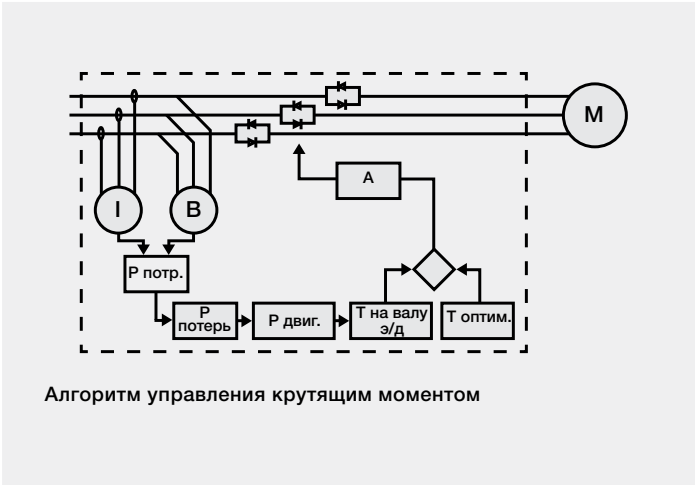 М
А
I
В
Р потр.
Р
потерь
Р двиг.
Т на валу
э/д
Т оптим.
Алгоритм управления крутящим моментом